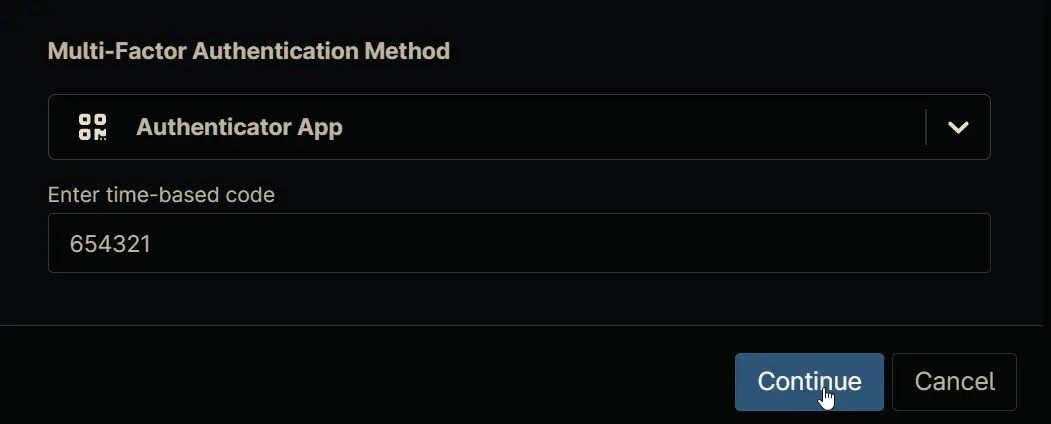 Multi-Factor Authentication Method
Authenticator App
Enter time-based code
654321
Continue Cancel